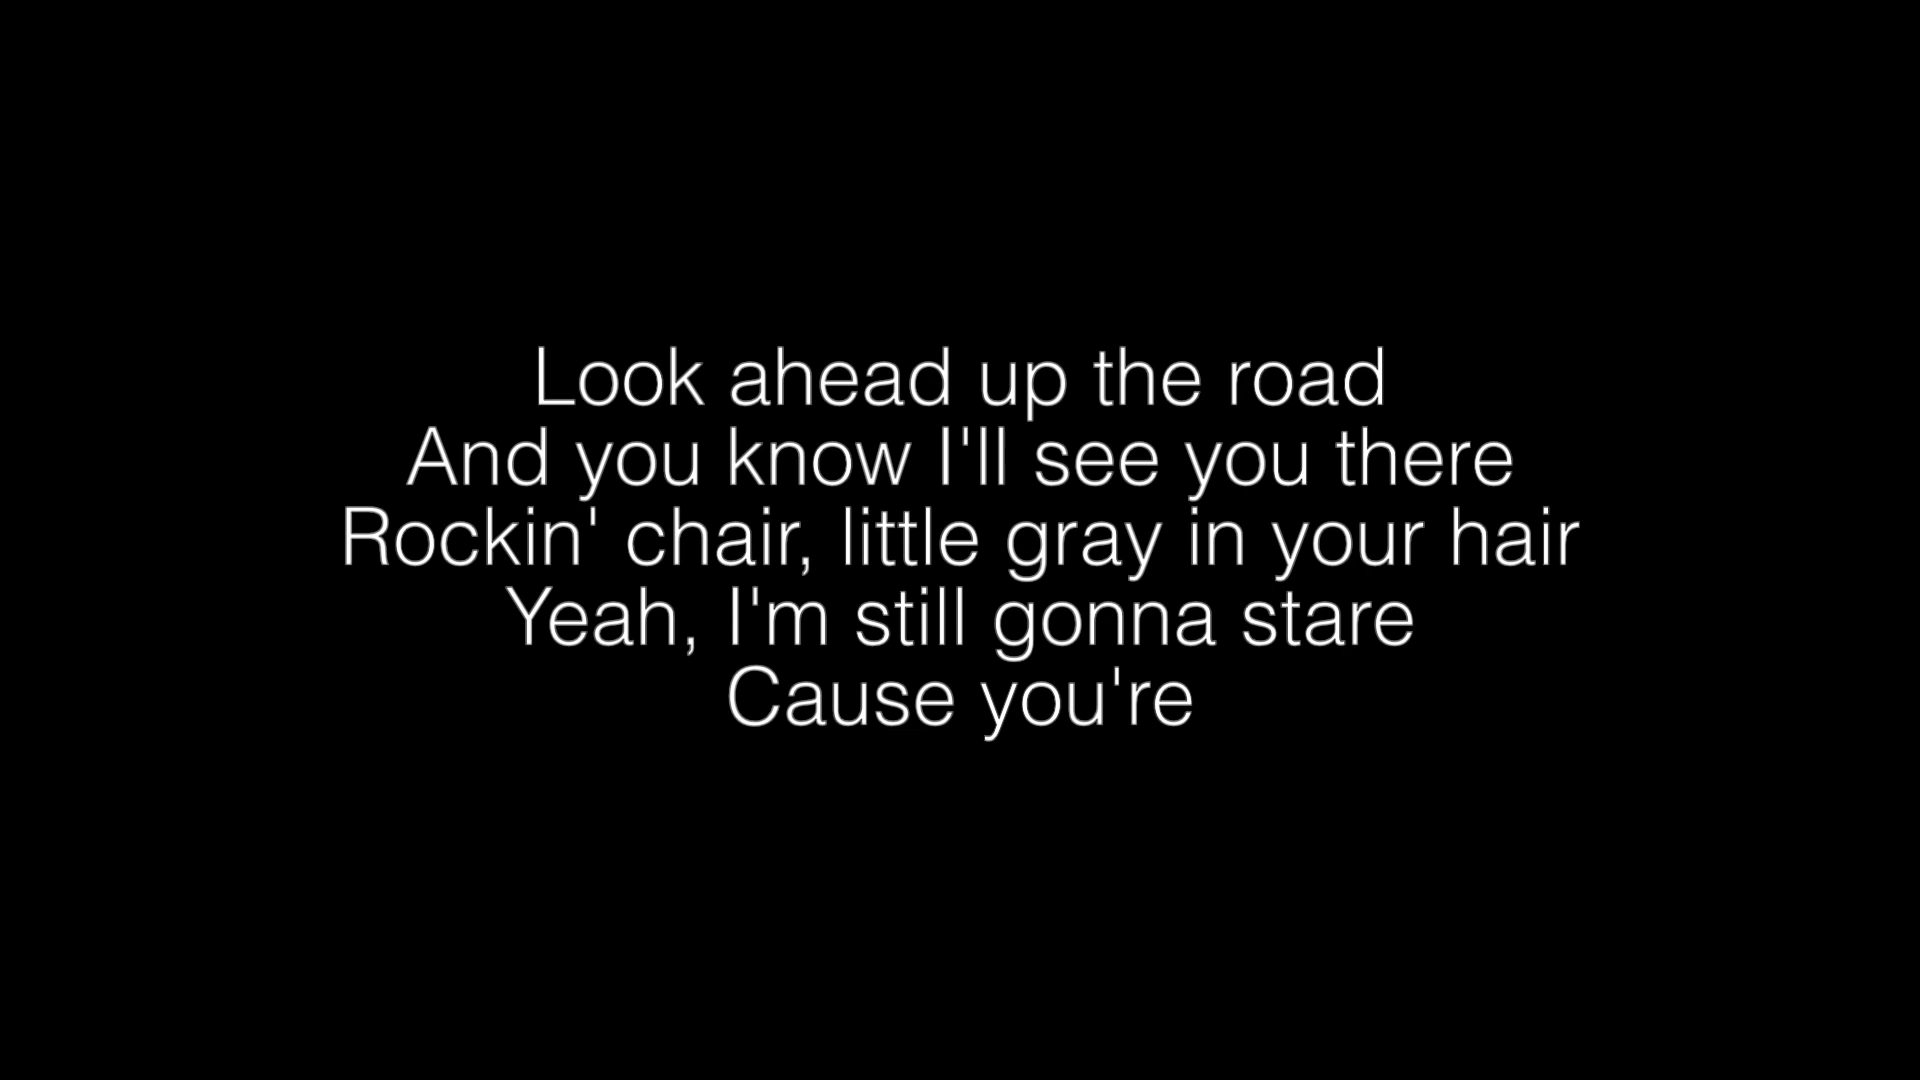 Look ahead up the road
And you know I'll see you there
Rockin' chair, little gray in your hair
Yeah, I'm still gonna stare
Cause you're